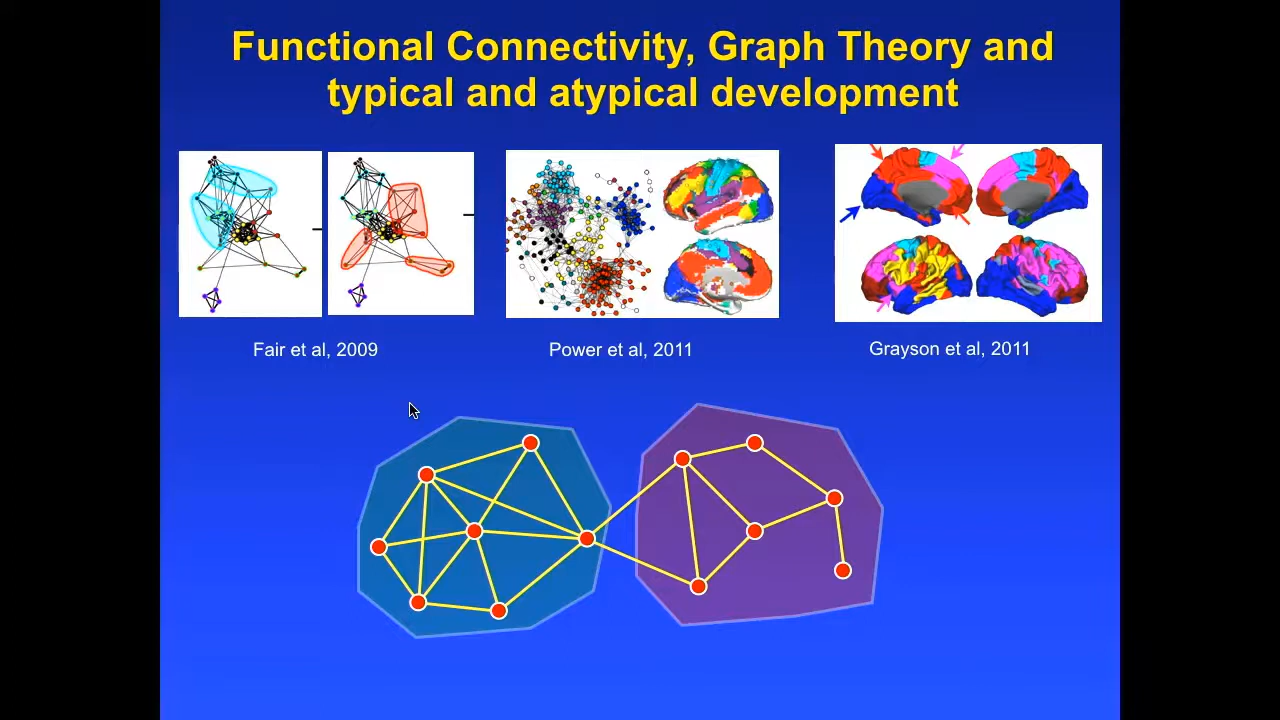 Functional Connectivity, Graph Theory and
typical and atypical development
Fair et al, 2009
Power et al, 2011
Grayson et al, 2011